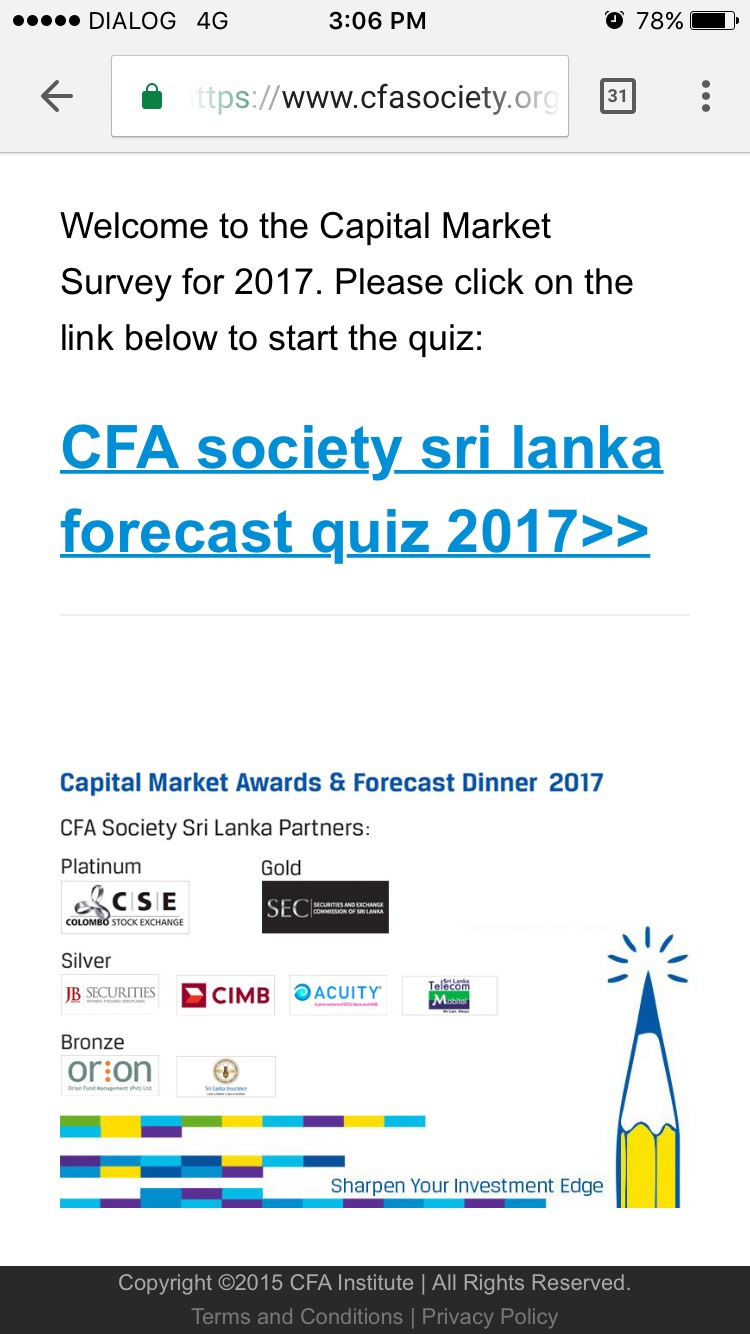 DIALOG 4G 3:06 PM 78%
ttps://www.cfasociety.org
31
Welcome to the Capital Market
Survey for 2017. Please click on the
link below to start the quiz:
CFA society sri lanka
forecast quiz 2017>>
Capital Market Awards & Forecast Dinner 2017
CFA Society Sri Lanka Partners:
Platinum Gold
CSE
COLOMBO STOCK EXCHANGE
SEC SECURITIES AND EXCHANGE
COMMISSION OF SRI LANKA
Silver
JB SECURITIES CIMB ACUITY Sri Lanka
Telecom
Mobitel
Bronze
orion
Orion Fund Management (Pvt) Ltd
Sri Lanka Insurance
Sharpen Your Investment Edge
Copyright ©2015 CFA Institute | All Rights Reserved.
Terms and Conditions | Privacy Policy